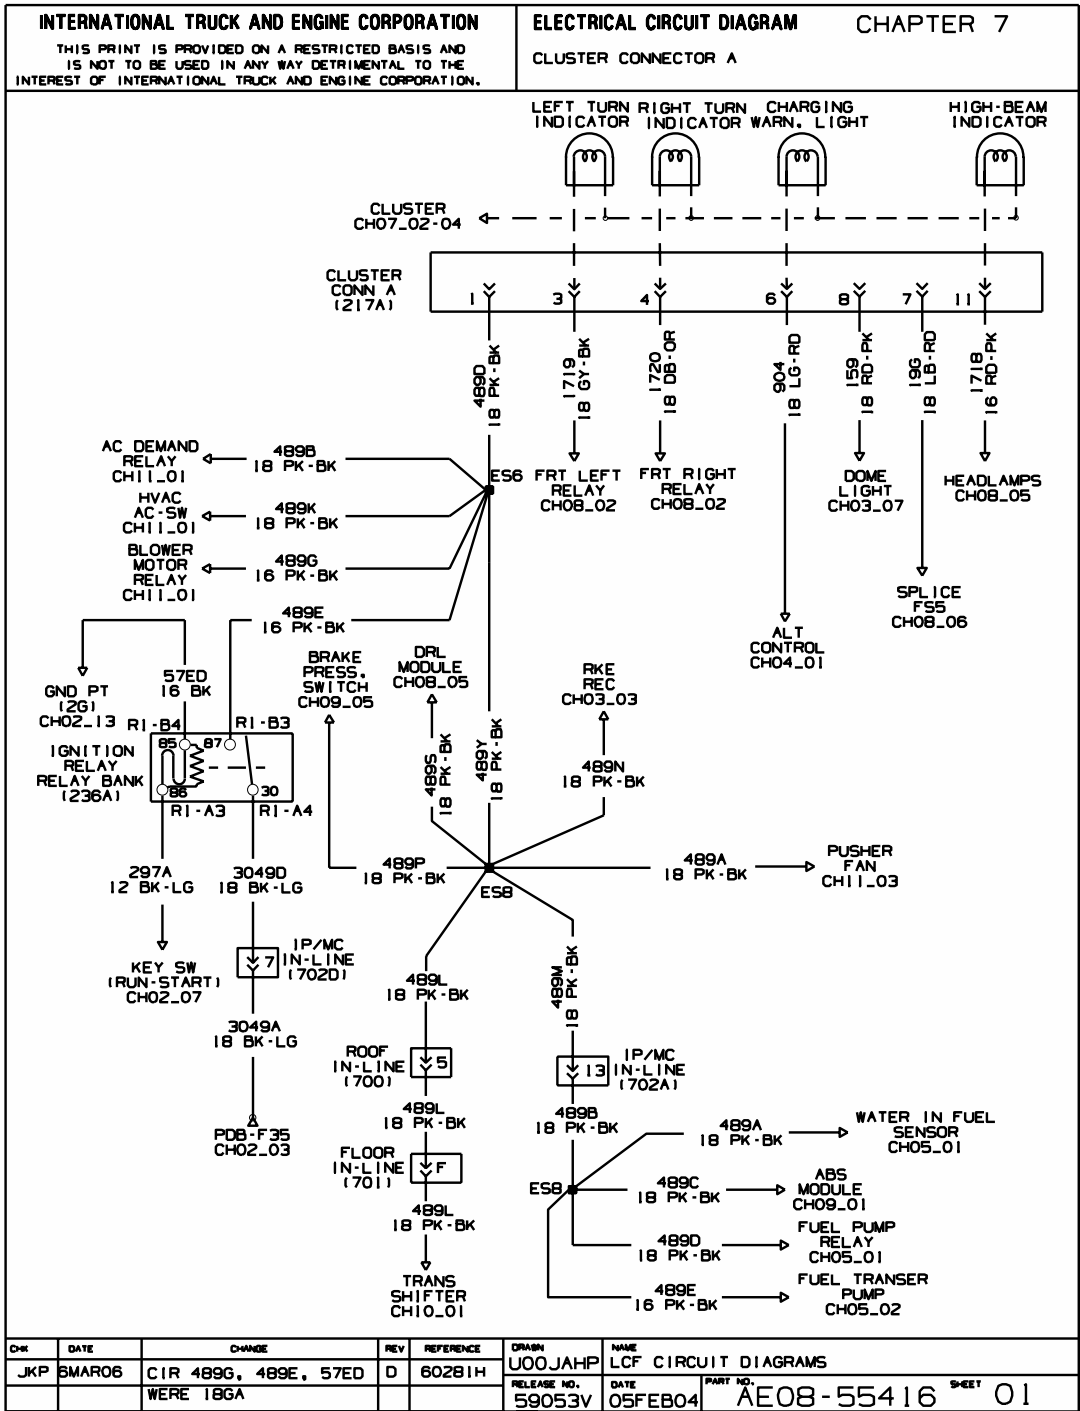 INTERNATIONAL TRUCK AND ENGINE CORPORATION
THIS PRINT IS PROVIDED ON A RESTRICTED BASIS AND
IS NOT TO BE USED IN ANY WAY DETRIMENTAL TO THE
INTEREST OF INTERNATIONAL TRUCK AND ENGINE CORPORATION.
ELECTRICAL CIRCUIT DIAGRAM
CHAPTER 7
CLUSTER CONNECTOR A
LEFT TURN
INDICATOR
RIGHT TURN
INDICATOR
CHARGING
WARN. LIGHT
HIGH-BEAM
INDICATOR
CLUSTER
CH07_02-04
CLUSTER
CONN A
(217A)
1
3
4
6
8
7
11
489D
18 PK-BK
1719
18 GY-BK
1720
18 DB-OR
904
18 LG-RD
159
18 RD-PK
19G
18 LB-RD
1718
16 RD-PK
AC DEMAND
RELAY
CH11_01
489B
18 PK-BK
ES6
FRT LEFT
RELAY
CH08_02
FRT RIGHT
RELAY
CH08_02
DOME
LIGHT
CH03_07
HEADLAMPS
CH08_05
HVAC
AC-SW
CH11_01
489K
18 PK-BK
BLOWER
MOTOR
RELAY
CH11_01
489G
16 PK-BK
SPLICE
FS5
CH08_06
489E
16 PK-BK
ALT
CONTROL
CH04_01
BRAKE
PRESS.
SWITCH
CH09_05
DRL
MODULE
CH08_05
RKE
REC
CH03_03
57ED
16 BK
GND PT
(2G)
CH02_13
R1-B4
R1-B3
IGNITION
RELAY
RELAY BANK
(236A)
85
87
86
30
R1-A3
R1-A4
489S
18 PK-BK
489Y
18 PK-BK
489N
18 PK-BK
297A
12 BK-LG
3049D
18 BK-LG
489P
18 PK-BK
ES8
489A
18 PK-BK
PUSHER
FAN
CH11_03
KEY SW
(RUN-START)
CH02_07
7
IP/MC
IN-LINE
(702D)
489L
18 PK-BK
489M
18 PK-BK
3049A
18 BK-LG
ROOF
IN-LINE
(700)
5
13
IP/MC
IN-LINE
(702A)
PDB-F35
CH02_03
489L
18 PK-BK
489B
18 PK-BK
489A
18 PK-BK
WATER IN FUEL
SENSOR
CH05_01
FLOOR
IN-LINE
(701)
F
ES8
489C
18 PK-BK
ABS
MODULE
CH09_01
489L
18 PK-BK
489D
18 PK-BK
FUEL PUMP
RELAY
CH05_01
TRANS
SHIFTER
CH10_01
489E
16 PK-BK
FUEL TRANSER
PUMP
CH05_02
CHK
DATE
CHANGE
REV
REFERENCE
DRAWN
NAME
JKP
6MAR06
CIR 489G, 489E, 57ED
D
60281H
U00JAHP
LCF CIRCUIT DIAGRAMS
WERE 18GA
RELEASE NO.
59053V
DATE
05FEB04
PART NO.
AE08-55416
SHEET
01